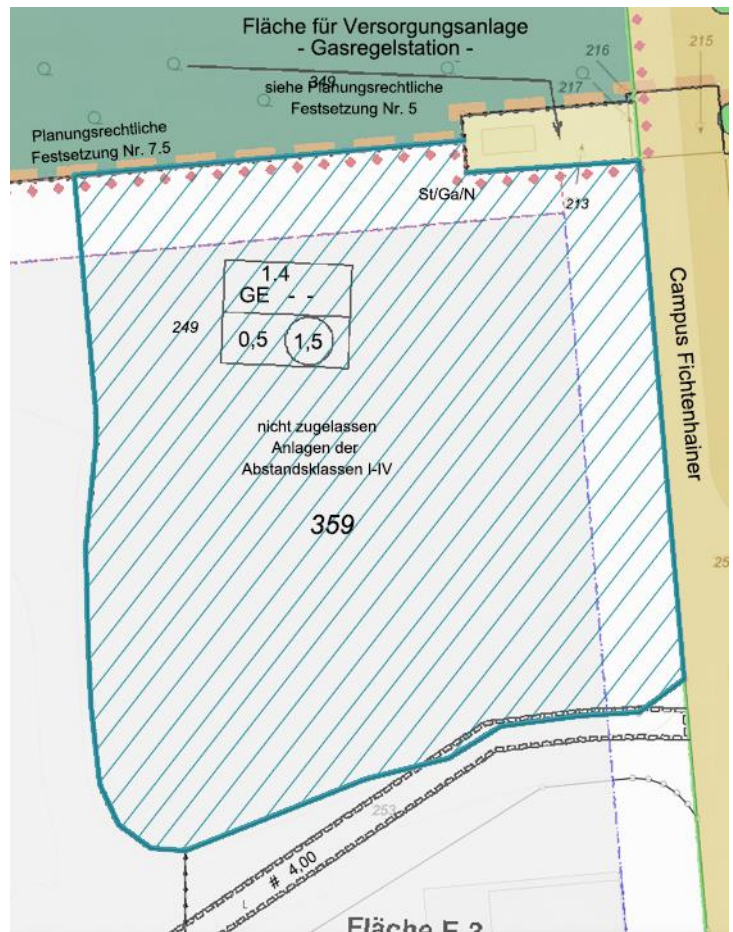 Fläche für Versorgungsanlage
- Gasregelstation -
216
215
349
siehe Planungsrechtliche
Festsetzung Nr. 5
217
Planungsrechtliche
Festsetzung Nr. 7.5
St/Ga/N
213
1.4
GE - -
249
0,5 1,5
Campus Fichtenhainer
nicht zugelassen
Anlagen der
Abstandsklassen I-IV
359
25
253
# 4,00
Fläche E 2